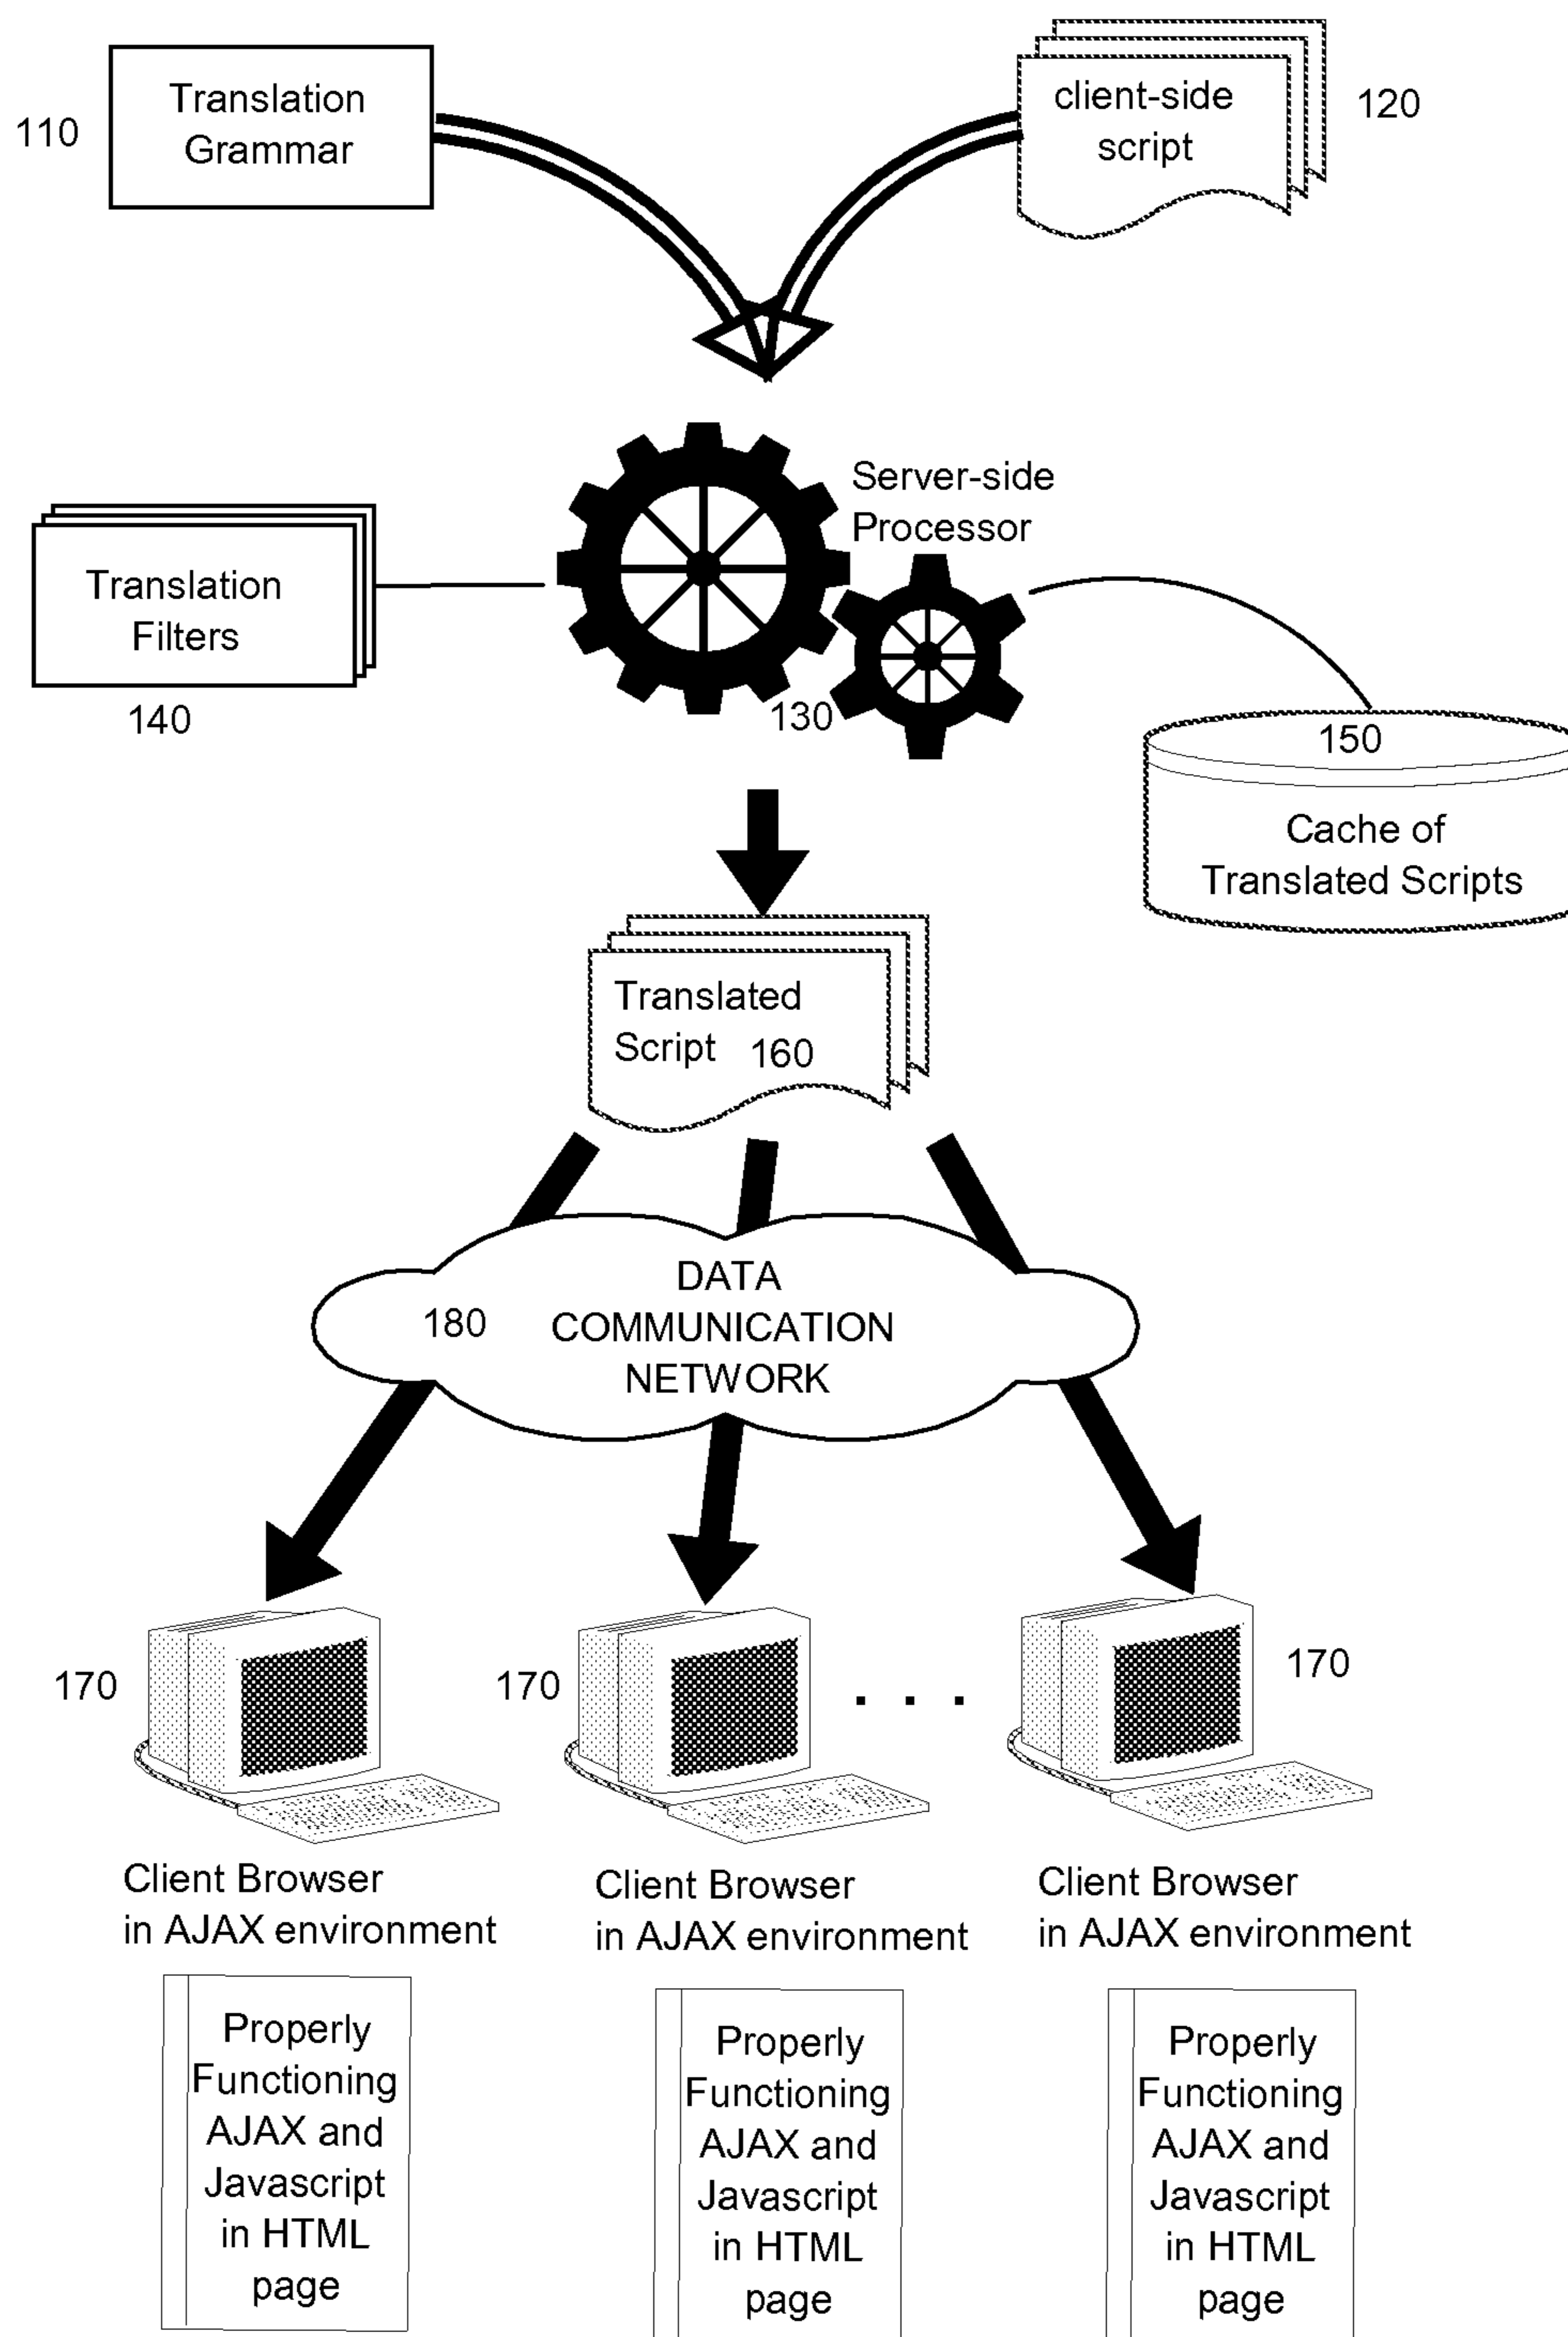 Translation
Grammar
110
client-side
script
120
Server-side
Processor
130
Translation
Filters
140
150
Cache of
Translated Scripts
Translated
Script 160
180
DATA
COMMUNICATION
NETWORK
170
170
. . .
170
Client Browser
in AJAX environment
Client Browser
in AJAX environment
Client Browser
in AJAX environment
Properly
Functioning
AJAX and
Javascript
in HTML
page
Properly
Functioning
AJAX and
Javascript
in HTML
page
Properly
Functioning
AJAX and
Javascript
in HTML
page